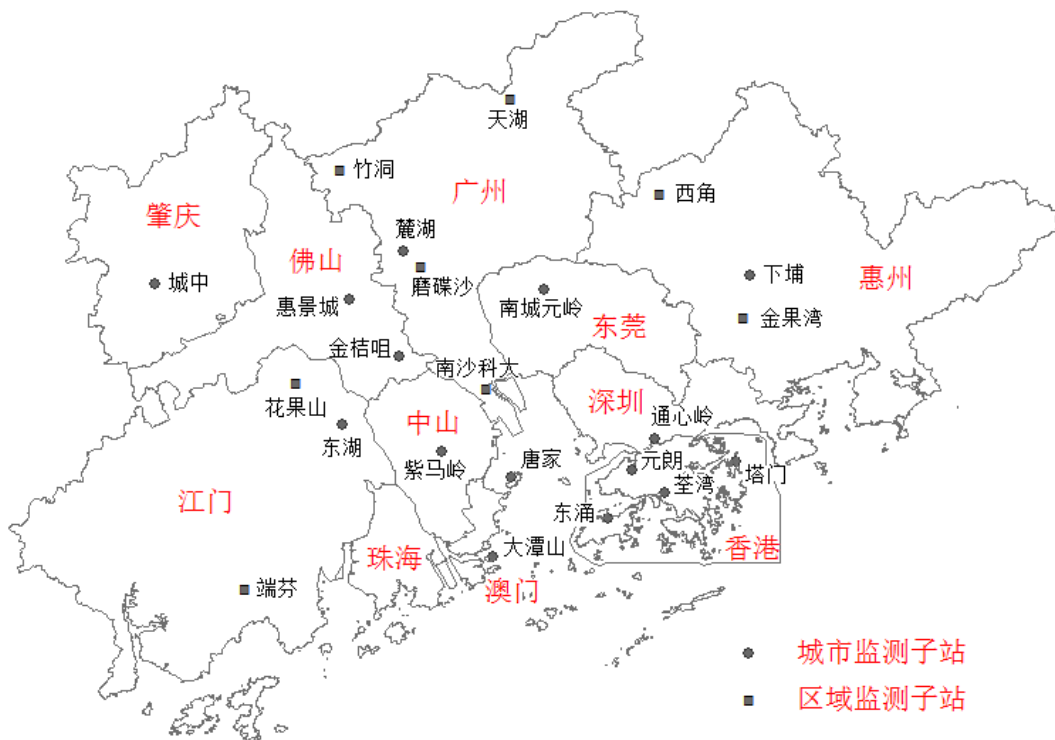 天湖
竹洞
广州
西角
肇庆
麓湖
佛山
磨碟沙
下埔
惠州
城中
惠景城
南城元岭
东莞
金果湾
金桔咀
南沙科大
花果山
深圳
中山
通心岭
东湖
紫马岭
唐家
元朗
塔门
荃湾
江门
东涌
珠海
大潭山
香港
澳门
端芬
城市监测子站
区域监测子站